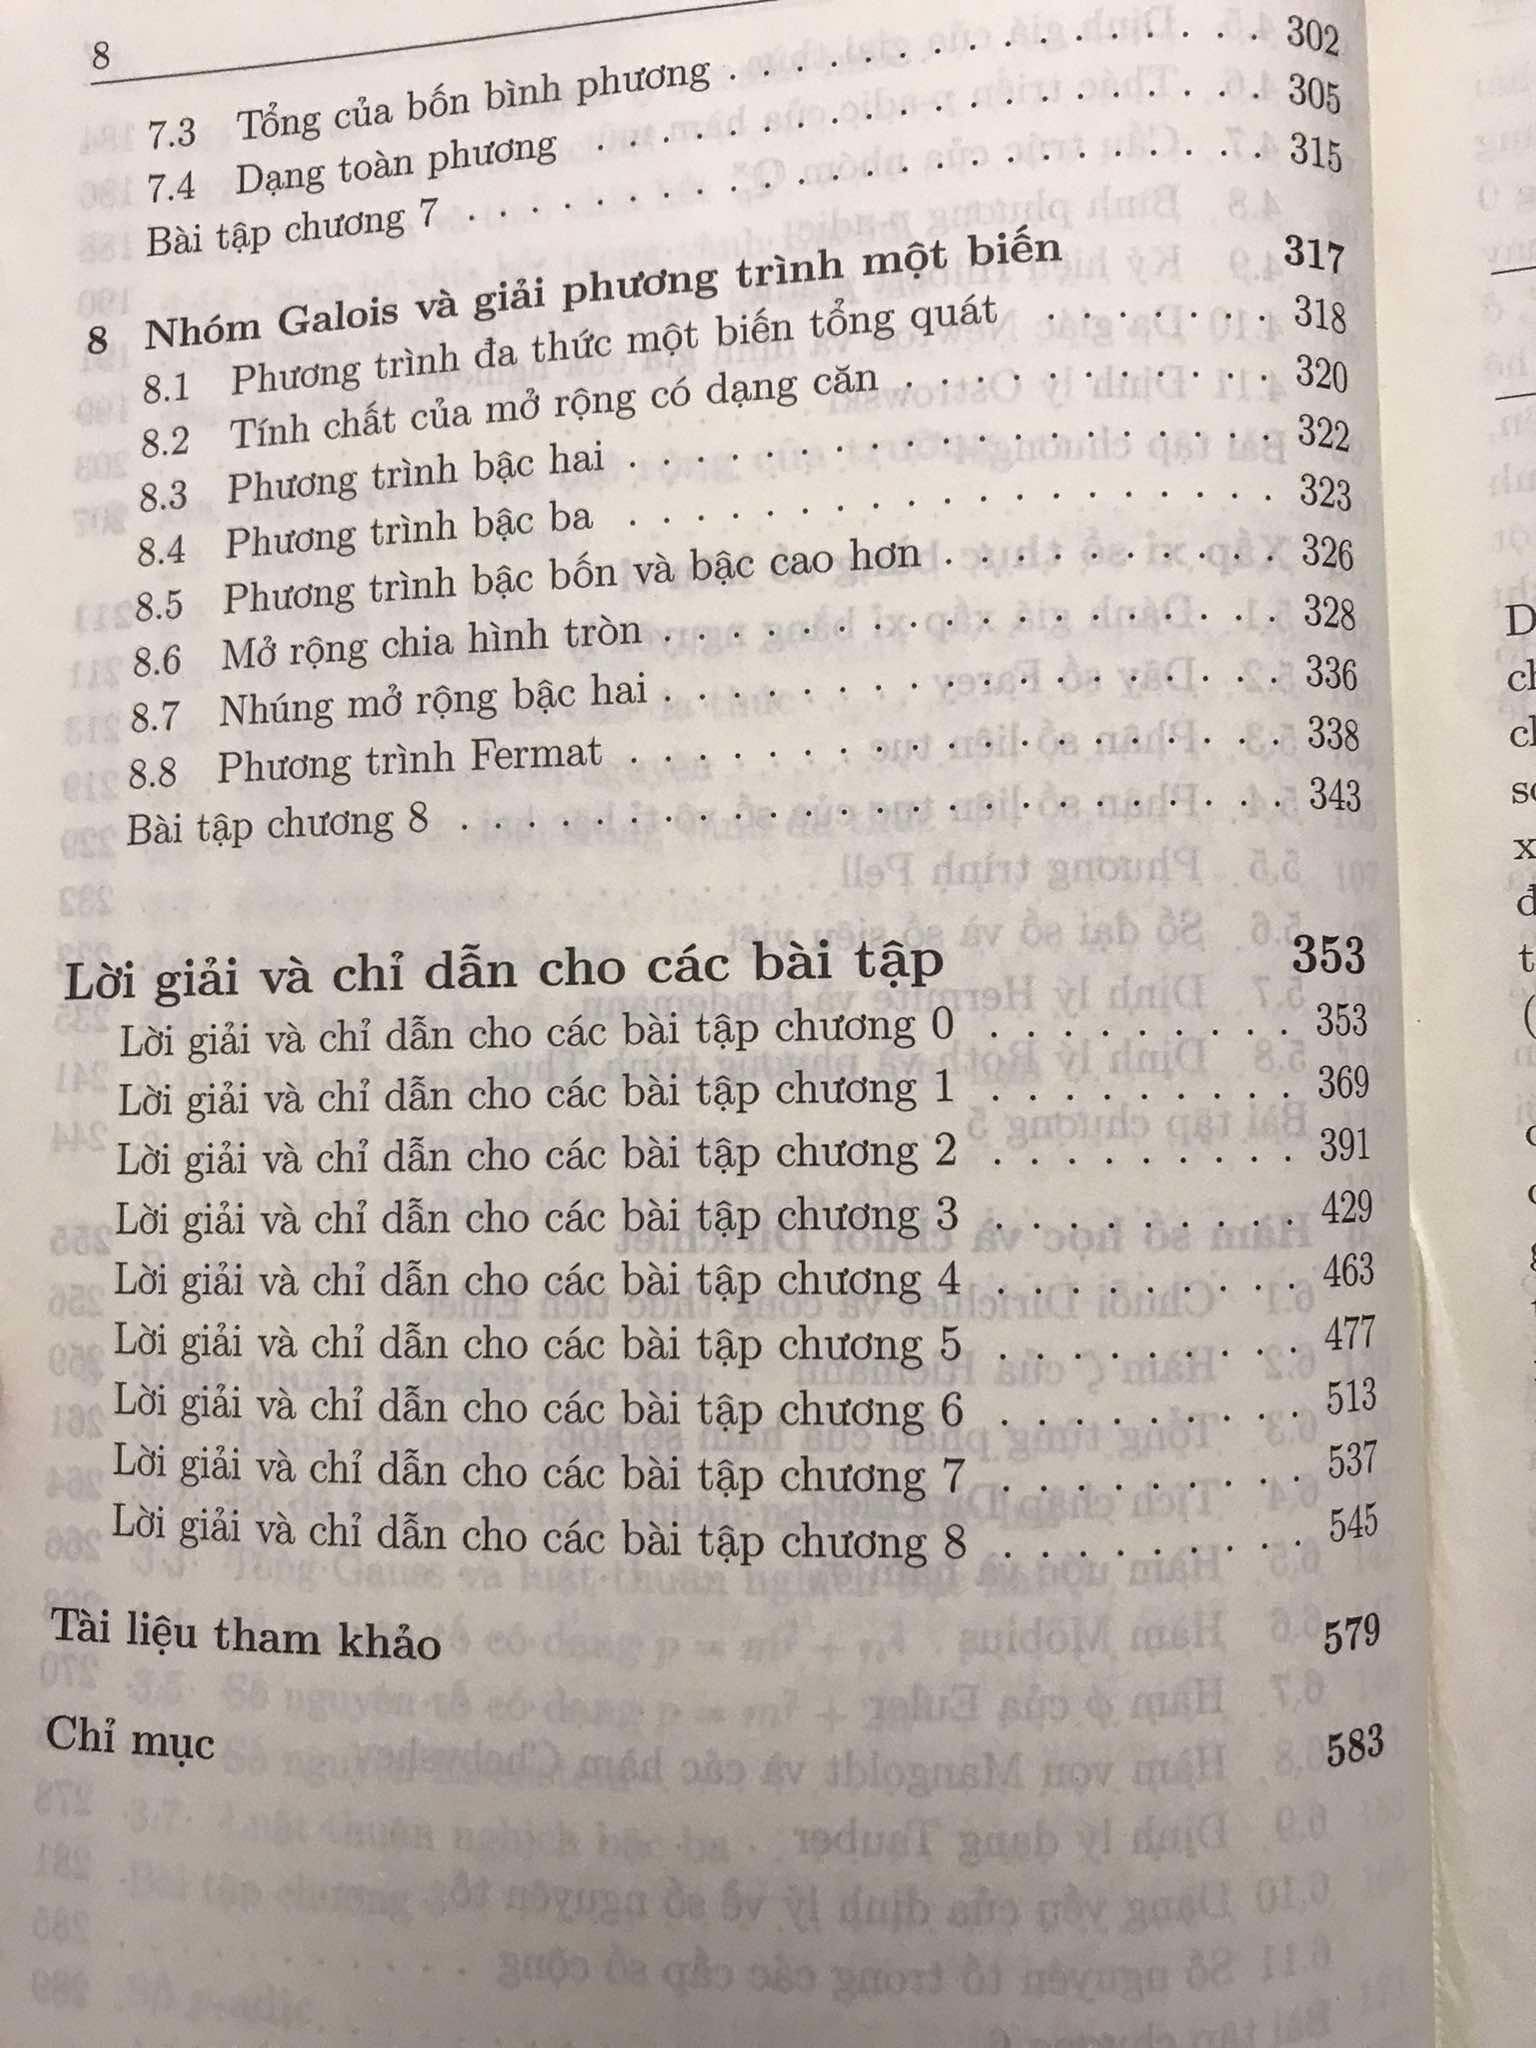 8
7.3 Tổng của bốn bình phương . . . . . . . . . . . . . . . . 302
7.4 Dạng toàn phương . . . . . . . . . . . . . . . . . . . . 305
Bài tập chương 7 . . . . . . . . . . . . . . . . . . . . . . . 315
8 Nhóm Galois và giải phương trình một biến 317
8.1 Phương trình đa thức một biến tổng quát . . . . . . . 318
8.2 Tính chất của mở rộng có dạng căn . . . . . . . . . . . 320
8.3 Phương trình bậc hai . . . . . . . . . . . . . . . . . . . 322
8.4 Phương trình bậc ba . . . . . . . . . . . . . . . . . . . 323
8.5 Phương trình bậc bốn và bậc cao hơn . . . . . . . . . . 326
8.6 Mở rộng chia hình tròn . . . . . . . . . . . . . . . . . . 328
8.7 Nhúng mở rộng bậc hai . . . . . . . . . . . . . . . . . . 336
8.8 Phương trình Fermat . . . . . . . . . . . . . . . . . . . 338
Bài tập chương 8 . . . . . . . . . . . . . . . . . . . . . . . . 343
Lời giải và chỉ dẫn cho các bài tập 353
Lời giải và chỉ dẫn cho các bài tập chương 0 . . . . . . . . . 353
Lời giải và chỉ dẫn cho các bài tập chương 1 . . . . . . . . . 369
Lời giải và chỉ dẫn cho các bài tập chương 2 . . . . . . . . . 391
Lời giải và chỉ dẫn cho các bài tập chương 3 . . . . . . . . . 429
Lời giải và chỉ dẫn cho các bài tập chương 4 . . . . . . . . . 463
Lời giải và chỉ dẫn cho các bài tập chương 5 . . . . . . . . . 477
Lời giải và chỉ dẫn cho các bài tập chương 6 . . . . . . . . . 513
Lời giải và chỉ dẫn cho các bài tập chương 7 . . . . . . . . . 537
Lời giải và chỉ dẫn cho các bài tập chương 8 . . . . . . . . . 545
Tài liệu tham khảo 579
Chỉ mục 583